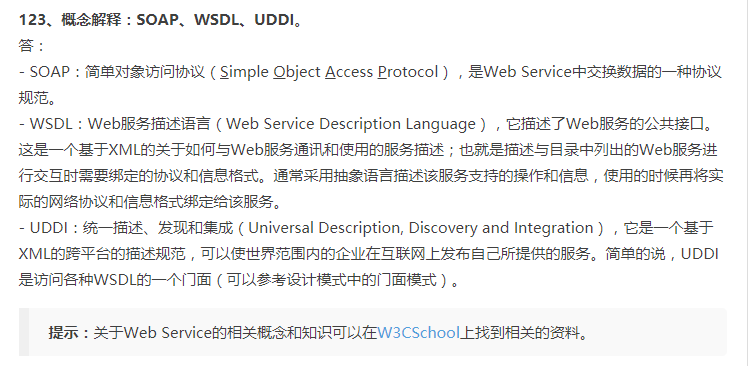 123、概念解释：SOAP、WSDL、UDDI。
答：
- SOAP：简单对象访问协议（Simple Object Access Protocol），是Web Service中交换数据的一种协议
规范。
- WSDL：Web服务描述语言（Web Service Description Language），它描述了Web服务的公共接口。
这是一个基于XML的关于如何与Web服务通讯和使用的服务描述；也就是描述与目录中列出的Web服务进
行交互时需要绑定的协议和信息格式。通常采用抽象语言描述该服务支持的操作和信息，使用的时候再将实
际的网络协议和信息格式绑定给该服务。
- UDDI：统一描述、发现和集成（Universal Description, Discovery and Integration），它是一个基于
XML的跨平台的描述规范，可以使世界范围内的企业在互联网上发布自己所提供的服务。简单的说，UDDI
是访问各种WSDL的一个门面（可以参考设计模式中的门面模式）。
提示：关于Web Service的相关概念和知识可以在W3CSchool上找到相关的资料。